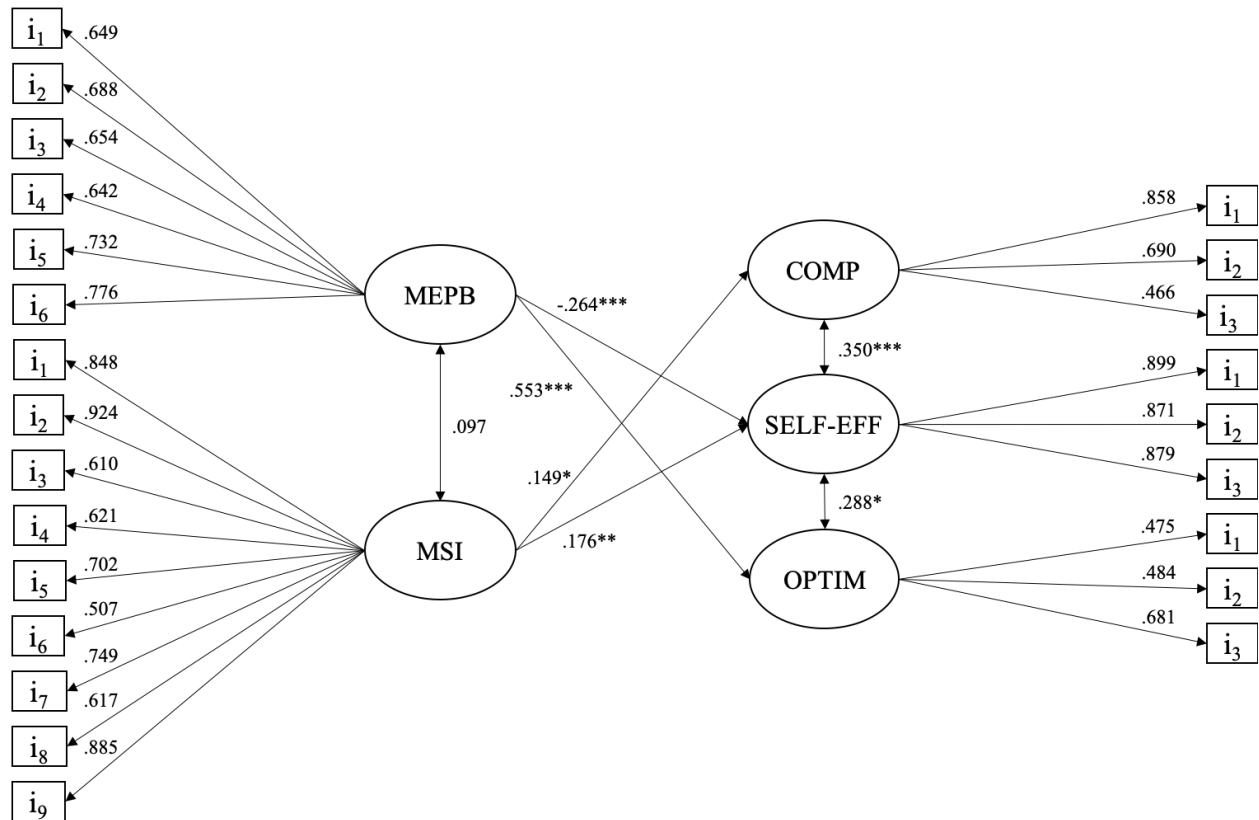 i₁
.649
i₂
.688
i₃
.654
i₄
.642
i₅
.732
i₆
.776
i₁
.848
i₂
.924
i₃
.610
i₄
.621
i₅
.702
i₆
.507
i₇
.749
i₈
.617
i₉
.885
MEPB
.097
MSI
-.264***
.553***
.149*
.176**
COMP
.350***
SELF-EFF
.288*
OPTIM
.858
i₁
.690
i₂
.466
i₃
.899
i₁
.871
i₂
.879
i₃
.475
i₁
.484
i₂
.681
i₃